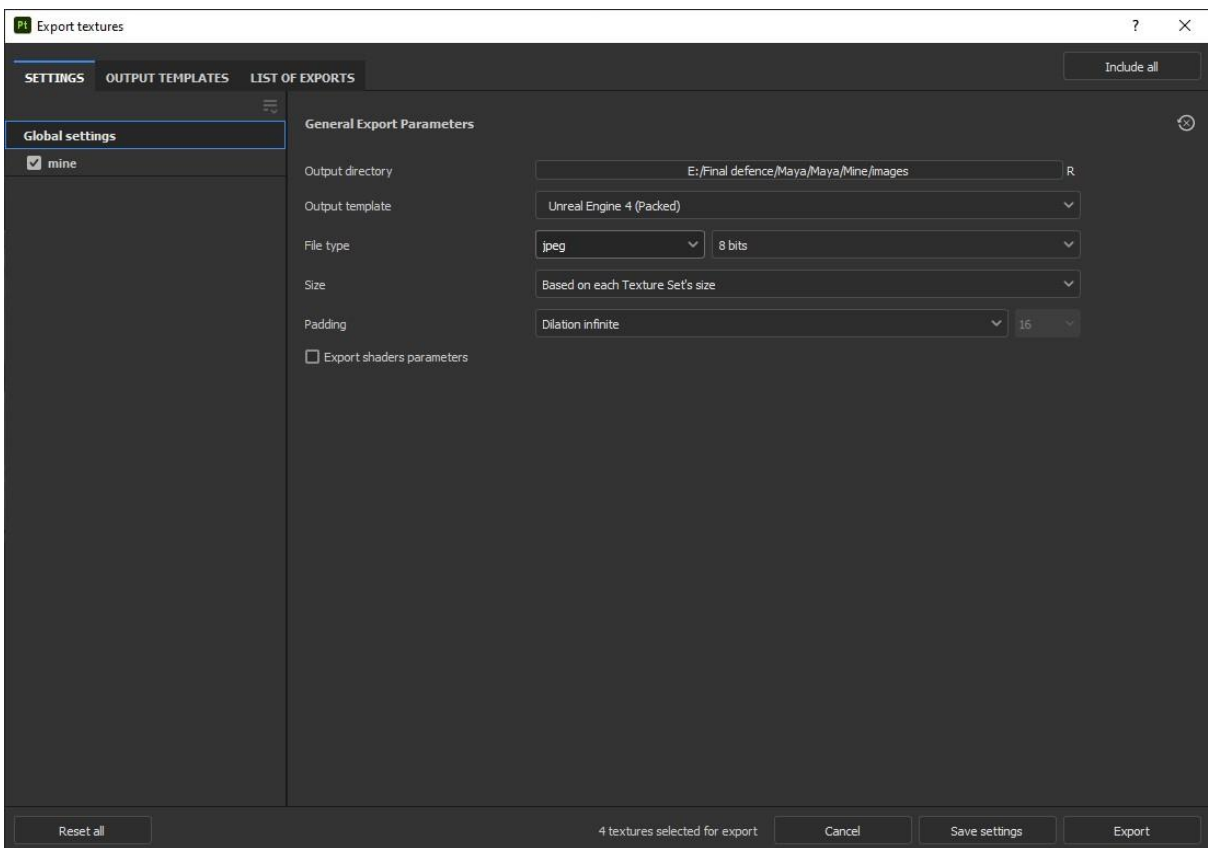 Pt Export textures ?
SETTINGS OUTPUT TEMPLATES LIST OF EXPORTS Include all
Global settings
mine
General Export Parameters
Output directory E:/Final defence/Maya/Maya/Mine/images R
Output template Unreal Engine 4 (Packed)
File type jpeg 8 bits
Size Based on each Texture Set's size
Padding Dilation infinite 16
Export shaders parameters
Reset all 4 textures selected for export Cancel Save settings Export